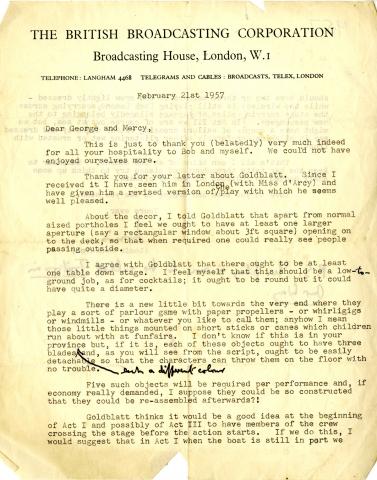 THE BRITISH BROADCASTING CORPORATION
Broadcasting House, London, W.1
TELEPHONE : LANGHAM 4468 TELEGRAMS AND CABLES : BROADCASTS, TELEX, LONDON
February 21st 1957
Dear George and Mercy,
This is just to thank you (belatedly) very much indeed
for all your hospitality to Bob and myself. We could not have
enjoyed ourselves more.
Thank you for your letter about Goldblatt. Since I
received it I have seen him in London (with Miss d'Arcy) and
have given him a revised version of/play with which he seems
the
well pleased.
About the decor, I told Goldblatt that apart from normal
sized portholes I feel we ought to have at least one larger
aperture (say a rectangular window about 3ft square) opening on
to the deck, so that when required one could really see people
passing outside.
I agree with Goldblatt that there ought to be at least
one table down stage. I feel myself that this should be a low-to-
ground job, as for cocktails; it ought to be round but it could
have quite a diameter.
There is a new little bit towards the very end where they
play a sort of parlour game with paper propellers - or whirligigs
or windmills - or whatever you like to call them; anyhow I mean
those little things mounted on short sticks or canes which children
run about with at funfairs. I don't know if this is in your
province but, if it is, each of these objects ought to have three
blades and, as you will see from the script, ought to be easily
detachable so that the characters can throw them on the floor with
no trouble. each a different colour
Five such objects will be required per performance and, if
economy really demanded, I suppose they could be so constructed
that they could be re-assembled afterwards?!
Goldblatt thinks it would be a good idea at the beginning
of Act I and possibly of Act III to have members of the crew
crossing the stage before the action starts. If we do this, I
would suggest that in Act I when the boat is still in port we